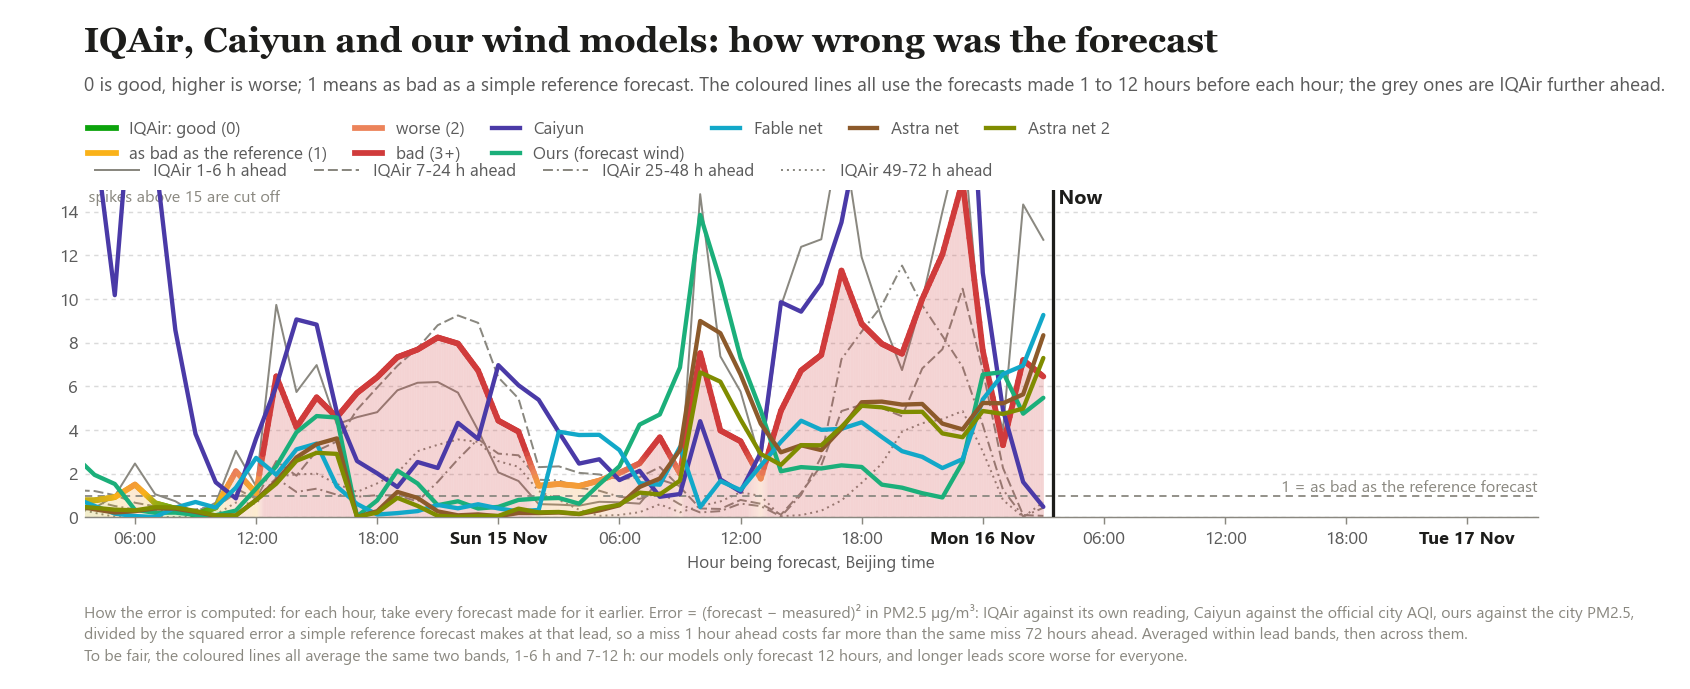 IQAir, Caiyun and our wind models: how wrong was the forecast
0 is good, higher is worse; 1 means as bad as a simple reference forecast. The coloured lines all use the forecasts made 1 to 12 hours before each hour; the grey ones are IQAir further ahead.
IQAir: good (0) worse (2) Caiyun Fable net Astra net Astra net 2
as bad as the reference (1) bad (3+) Ours (forecast wind)
IQAir 1-6 h ahead IQAir 7-24 h ahead IQAir 25-48 h ahead IQAir 49-72 h ahead
spikes above 15 are cut off
Now
14
12
10
8
6
4
2
0
1 = as bad as the reference forecast
06:00 12:00 18:00 Sun 15 Nov 06:00 12:00 18:00 Mon 16 Nov 06:00 12:00 18:00 Tue 17 Nov
Hour being forecast, Beijing time
How the error is computed: for each hour, take every forecast made for it earlier. Error = (forecast − measured)² in PM2.5 µg/m³: IQAir against its own reading, Caiyun against the official city AQI, ours against the city PM2.5,
divided by the squared error a simple reference forecast makes at that lead, so a miss 1 hour ahead costs far more than the same miss 72 hours ahead. Averaged within lead bands, then across them.
To be fair, the coloured lines all average the same two bands, 1-6 h and 7-12 h: our models only forecast 12 hours, and longer leads score worse for everyone.